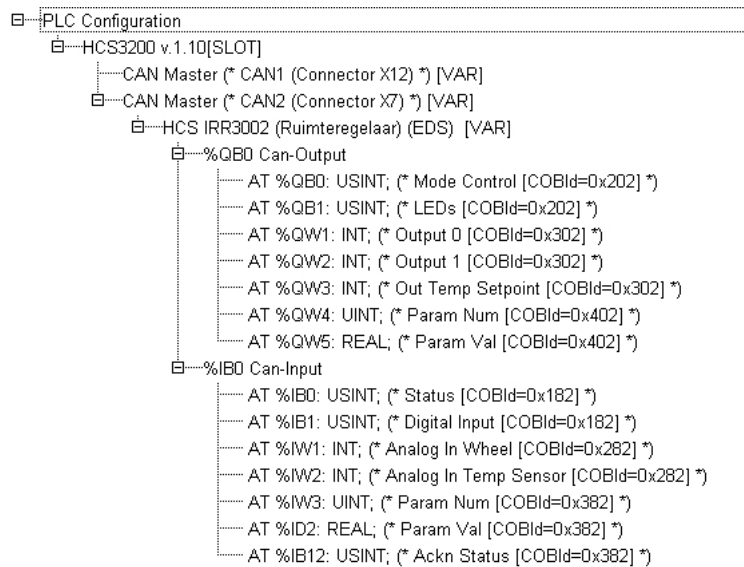 PLC Configuration
HCS3200 v.1.10[SLOT]
CAN Master (* CAN1 (Connector X12) *) [VAR]
CAN Master (* CAN2 (Connector X7) *) [VAR]
HCS IRR3002 (Ruimteregelaar) (EDS) [VAR]
%QB0 Can-Output
AT %QB0: USINT; (* Mode Control [COBId=0x202] *)
AT %QB1: USINT; (* LEDs [COBId=0x202] *)
AT %QW1: INT; (* Output 0 [COBId=0x302] *)
AT %QW2: INT; (* Output 1 [COBId=0x302] *)
AT %QW3: INT; (* Out Temp Setpoint [COBId=0x302] *)
AT %QW4: UINT; (* Param Num [COBId=0x402] *)
AT %QW5: REAL; (* Param Val [COBId=0x402] *)
%IB0 Can-Input
AT %IB0: USINT; (* Status [COBId=0x182] *)
AT %IB1: USINT; (* Digital Input [COBId=0x182] *)
AT %IW1: INT; (* Analog In Wheel [COBId=0x282] *)
AT %IW2: INT; (* Analog In Temp Sensor [COBId=0x282] *)
AT %IW3: UINT; (* Param Num [COBId=0x382] *)
AT %ID2: REAL; (* Param Val [COBId=0x382] *)
AT %IB12: USINT; (* Ackn Status [COBId=0x382] *)